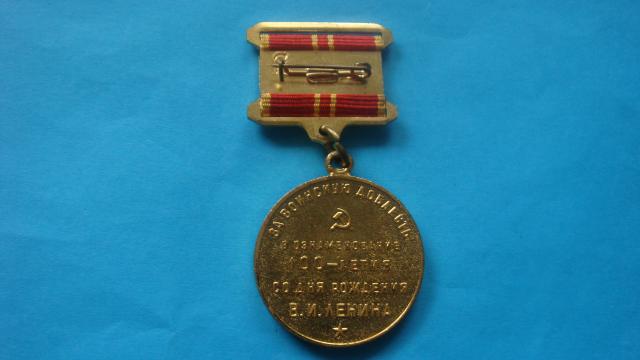 ЗА ВОИНСКУЮ ДОБЛЕСТЬ
В ОЗНАМЕНОВАНИЕ
100-ЛЕТИЯ
СО ДНЯ РОЖДЕНИЯ
В.И.ЛЕНИНА